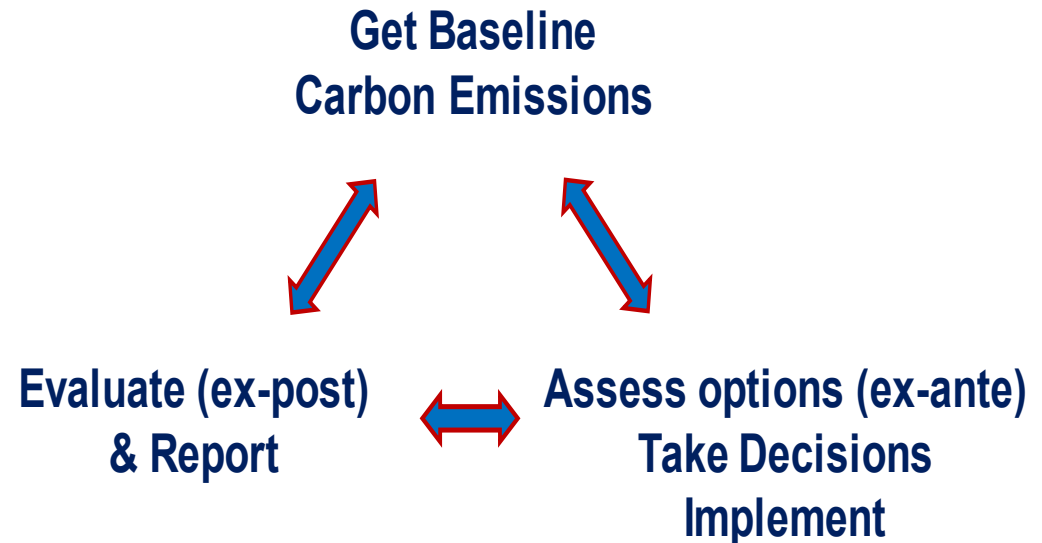 Get Baseline
Carbon Emissions
Evaluate (ex-post)
& Report
Assess options (ex-ante)
Take Decisions
Implement